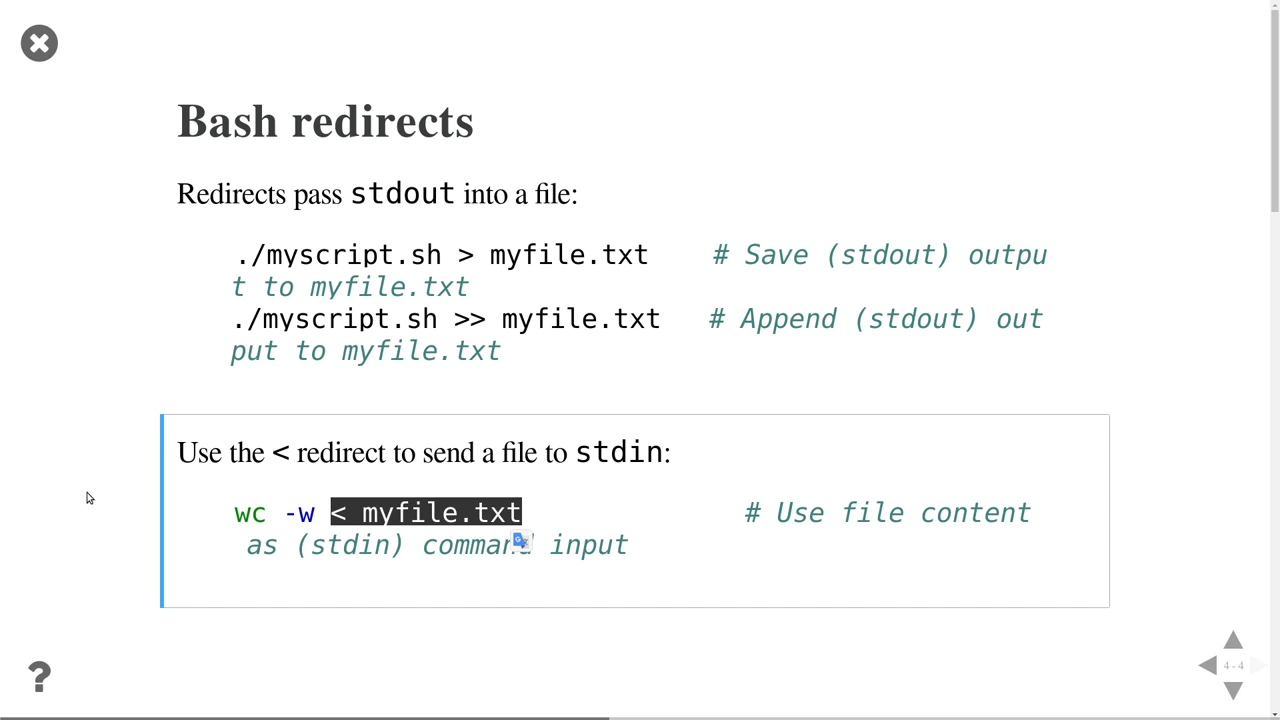 Bash redirects
Redirects pass stdout into a file:
./myscript.sh > myfile.txt    # Save (stdout) outpu
t to myfile.txt
./myscript.sh >> myfile.txt   # Append (stdout) out
put to myfile.txt
Use the < redirect to send a file to stdin:
wc -w < myfile.txt              # Use file content
as (stdin) command input
?
4 - 4